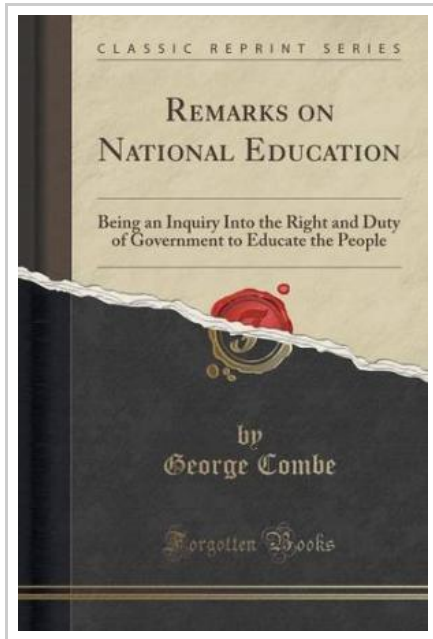 CLASSIC REPRINT SERIES
REMARKS ON
NATIONAL EDUCATION
Being an Inquiry Into the Right and Duty
of Government to Educate the People
by
George Combe
Forgotten Books